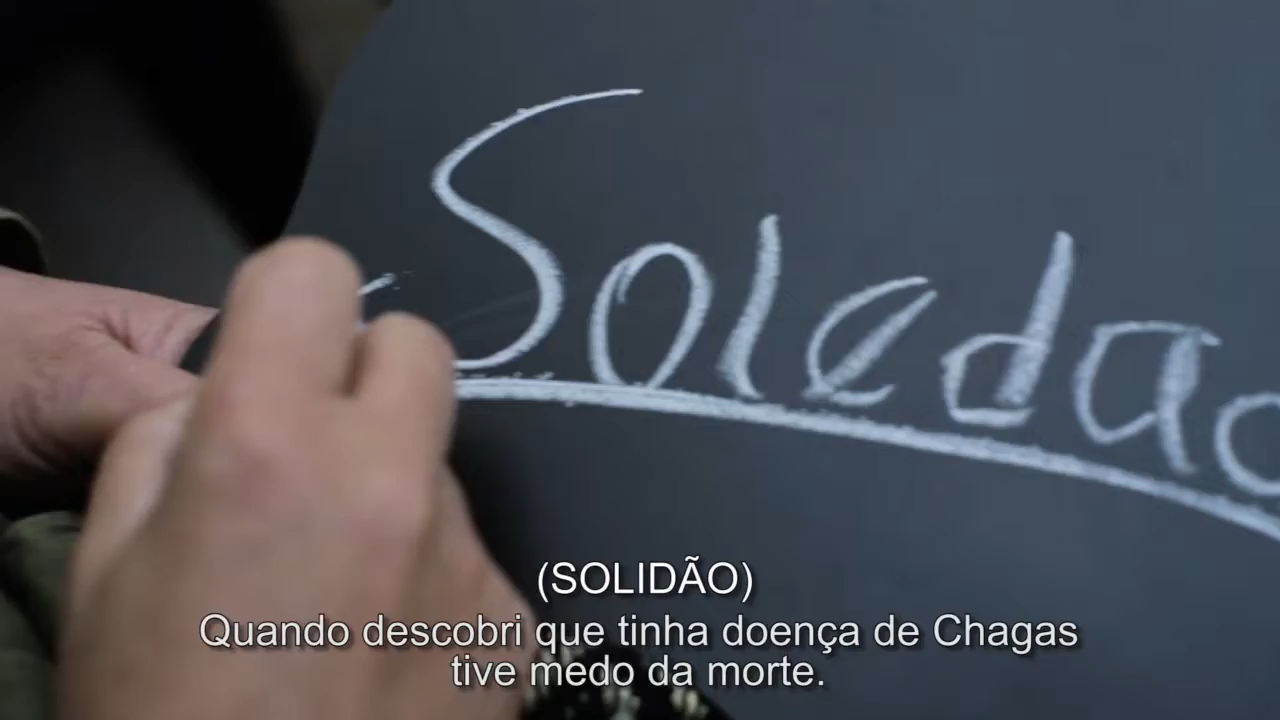 Soleda
(SOLIDÃO)
Quando descobri que tinha doença de Chagas
tive medo da morte.